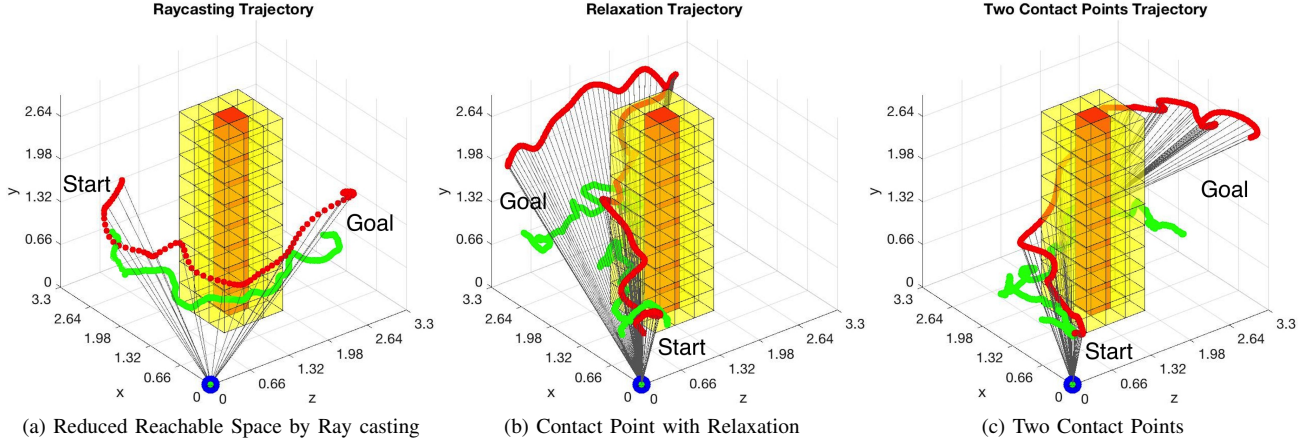 Raycasting Trajectory
2.64
1.98
1.32
0.66
0
y
Start
Goal
3.3
2.64
1.98
1.32
0.66
0
x
0
0.66
1.32
1.98
2.64
3.3
z
(a) Reduced Reachable Space by Ray casting
Relaxation Trajectory
2.64
1.98
1.32
0.66
0
y
Goal
Start
3.3
2.64
1.98
1.32
0.66
0
x
0
0.66
1.32
1.98
2.64
3.3
z
(b) Contact Point with Relaxation
Two Contact Points Trajectory
2.64
1.98
1.32
0.66
0
y
Goal
Start
3.3
2.64
1.98
1.32
0.66
0
x
0
0.66
1.32
1.98
2.64
3.3
z
(c) Two Contact Points